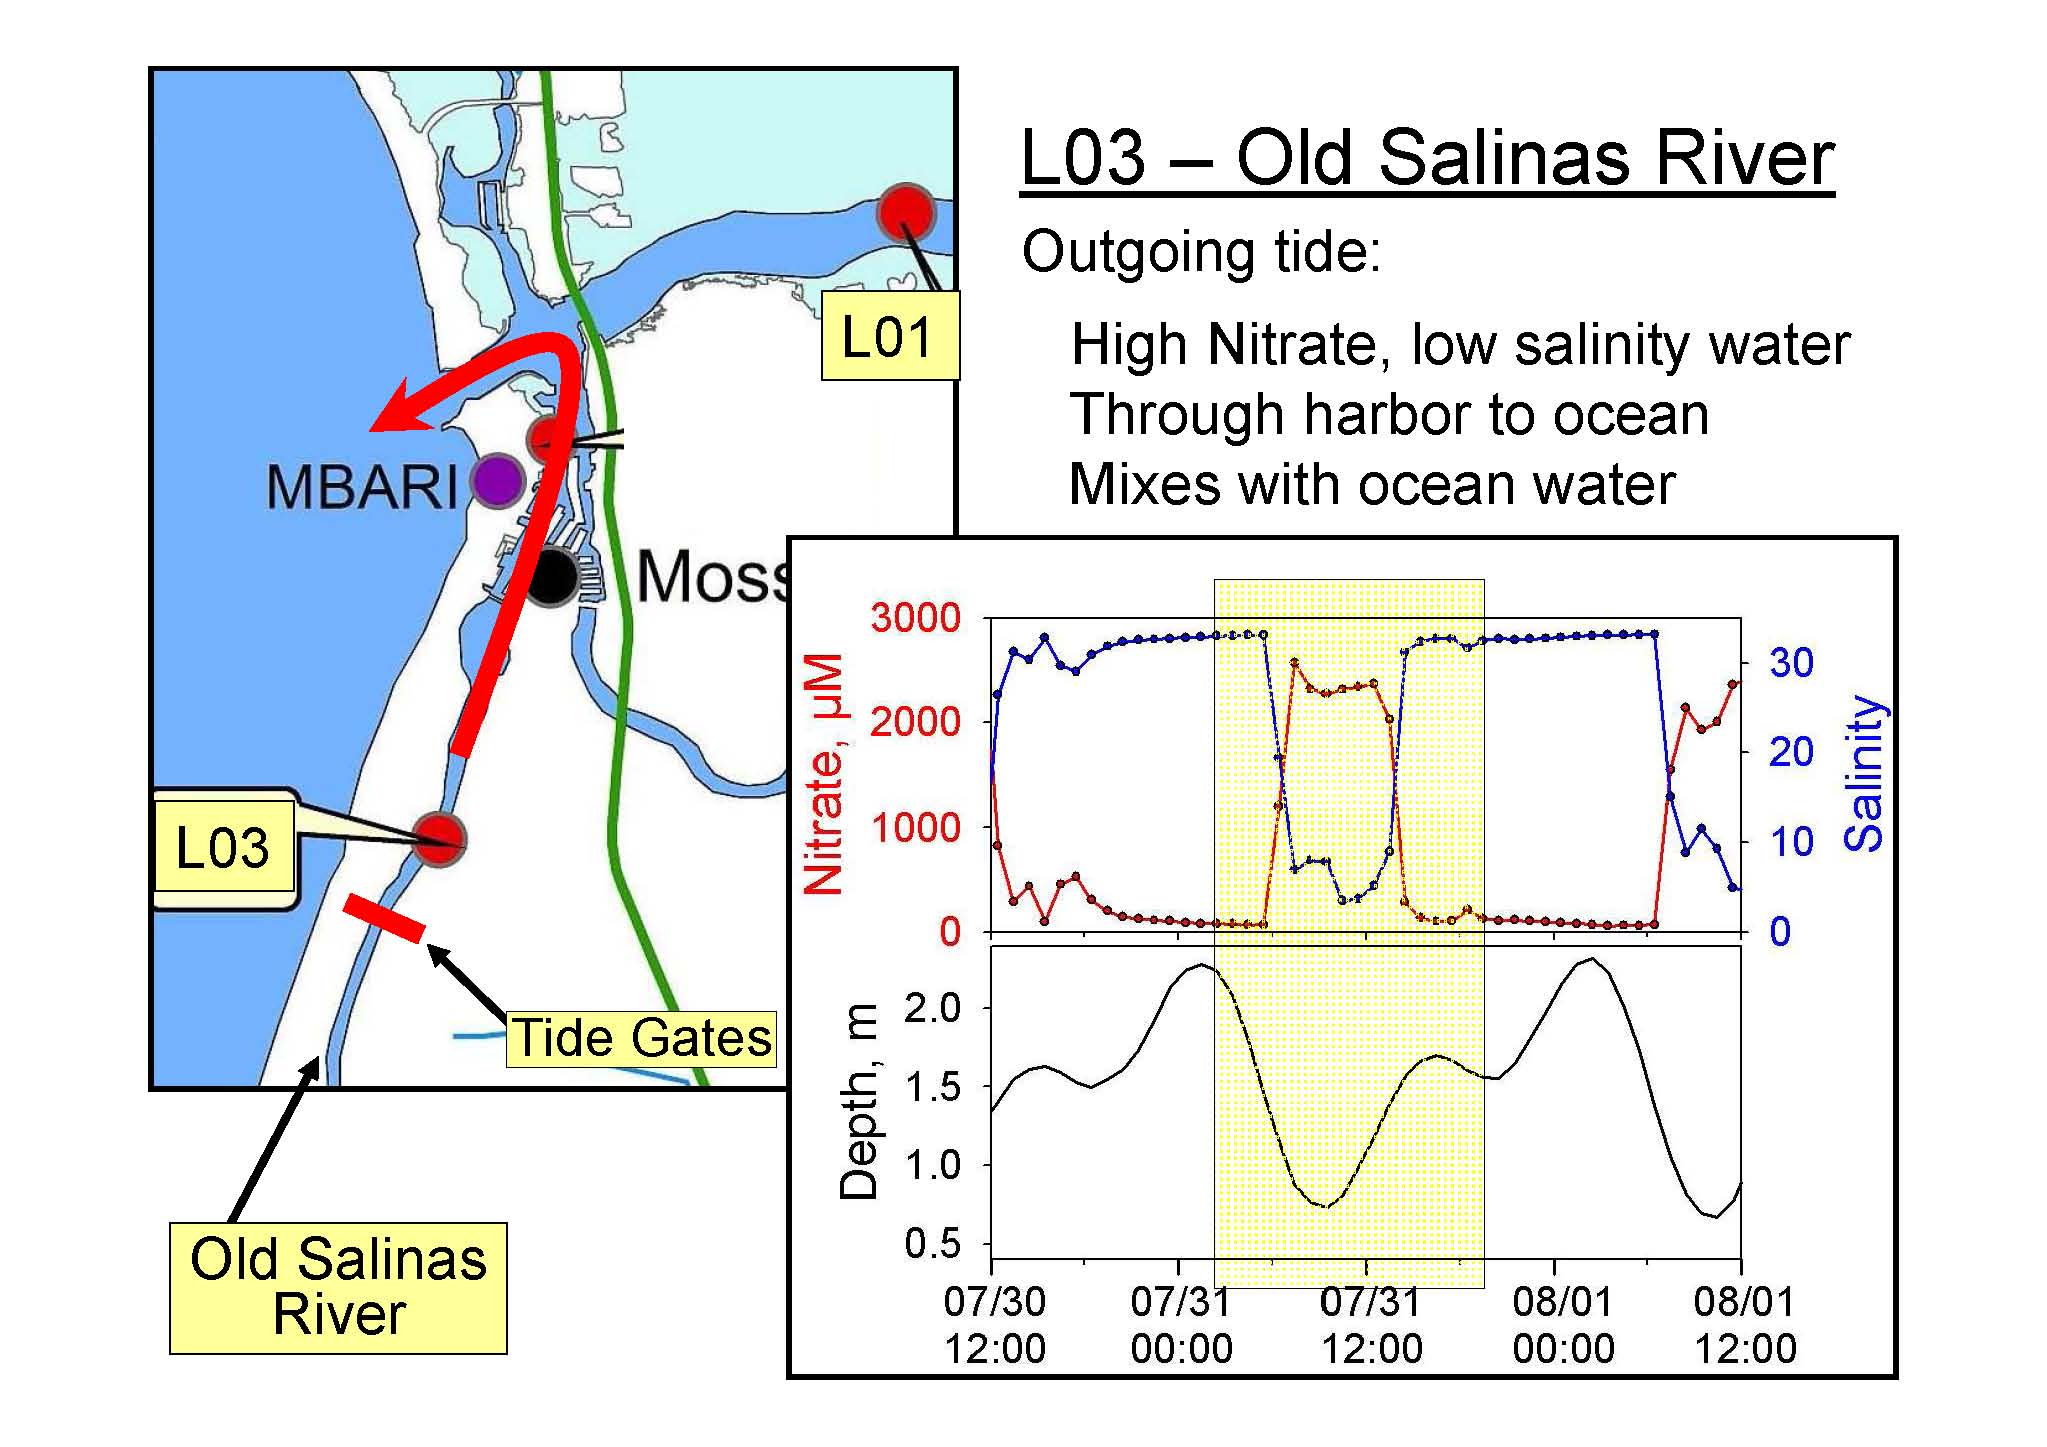 L03 – Old Salinas River
Outgoing tide:
High Nitrate, low salinity water
Through harbor to ocean
Mixes with ocean water
L01
MBARI
Moss
L03
Tide Gates
Old Salinas
River
Nitrate, µM
3000
2000
1000
0
Salinity
30
20
10
0
Depth, m
2.0
1.5
1.0
0.5
07/30 07/31 07/31 08/01 08/01
12:00 00:00 12:00 00:00 12:00